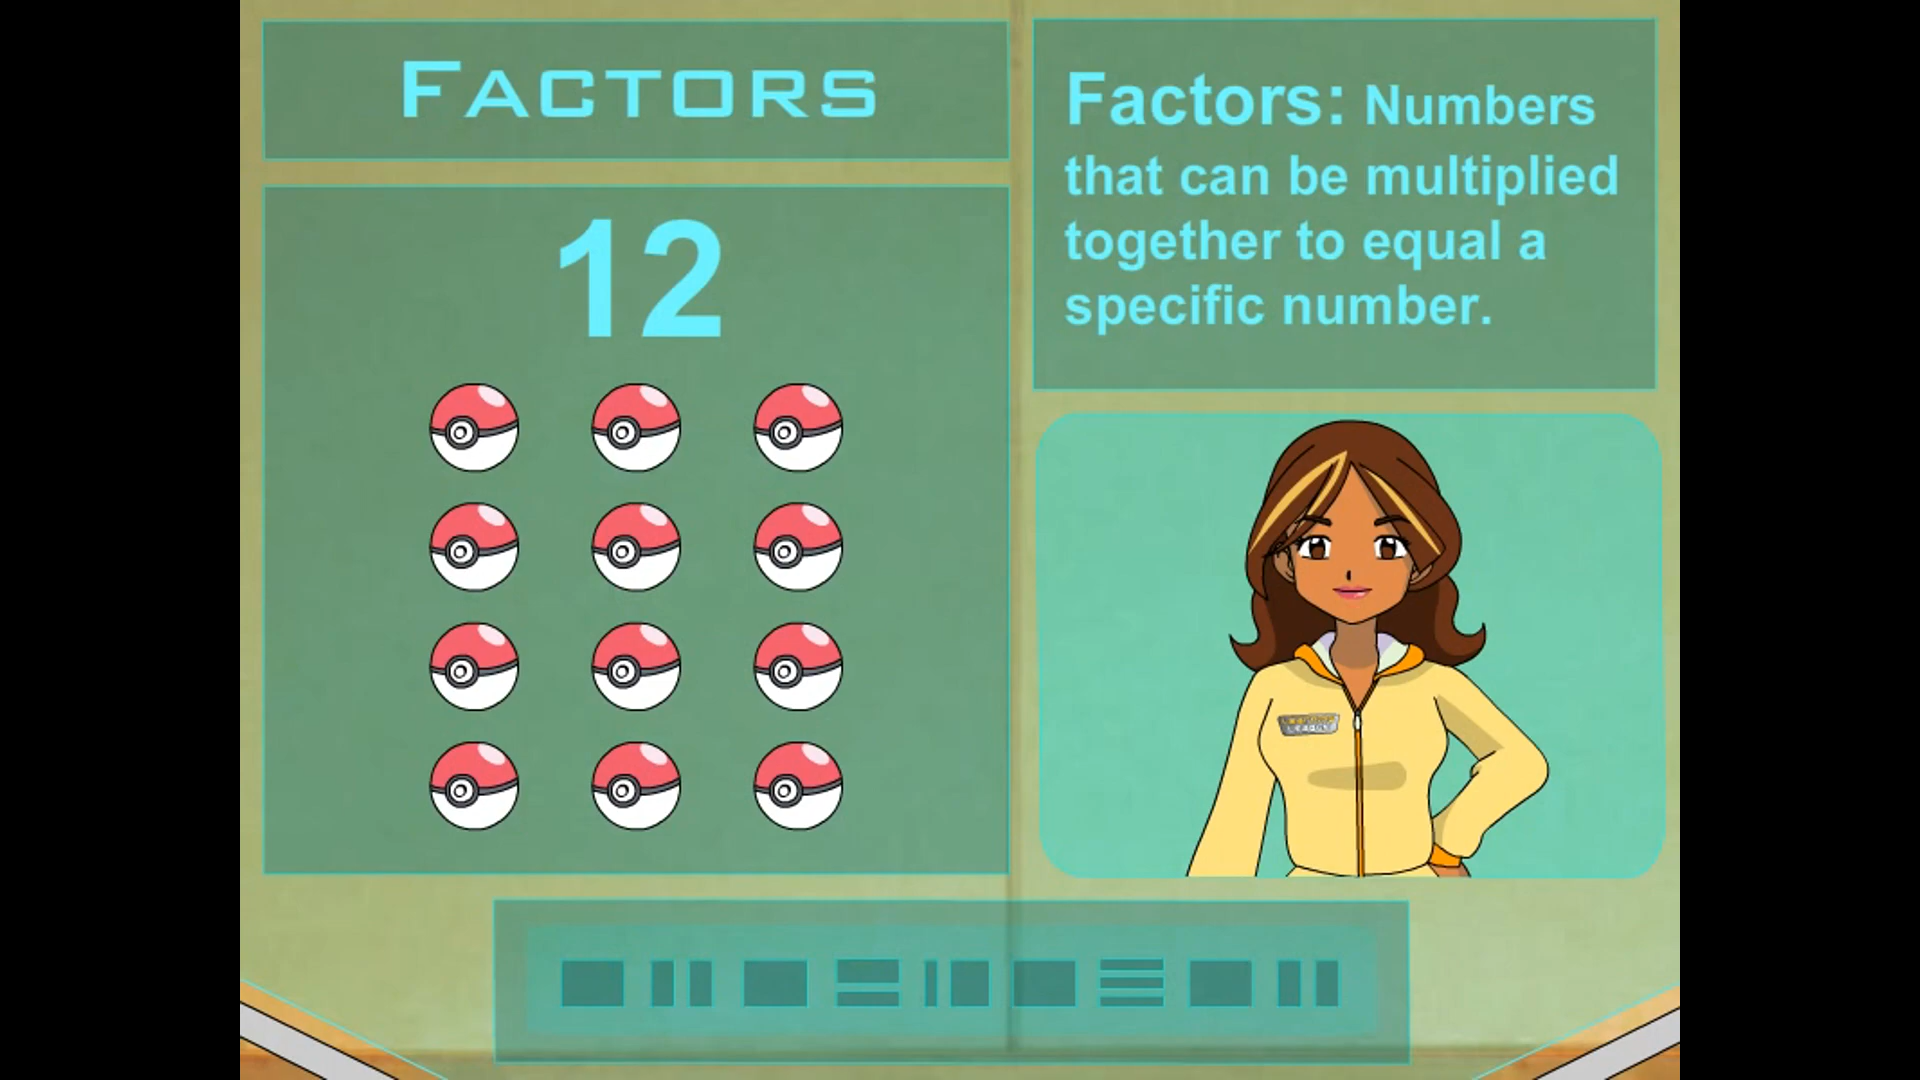 FACTORS
12
Factors: Numbers
that can be multiplied
together to equal a
specific number.